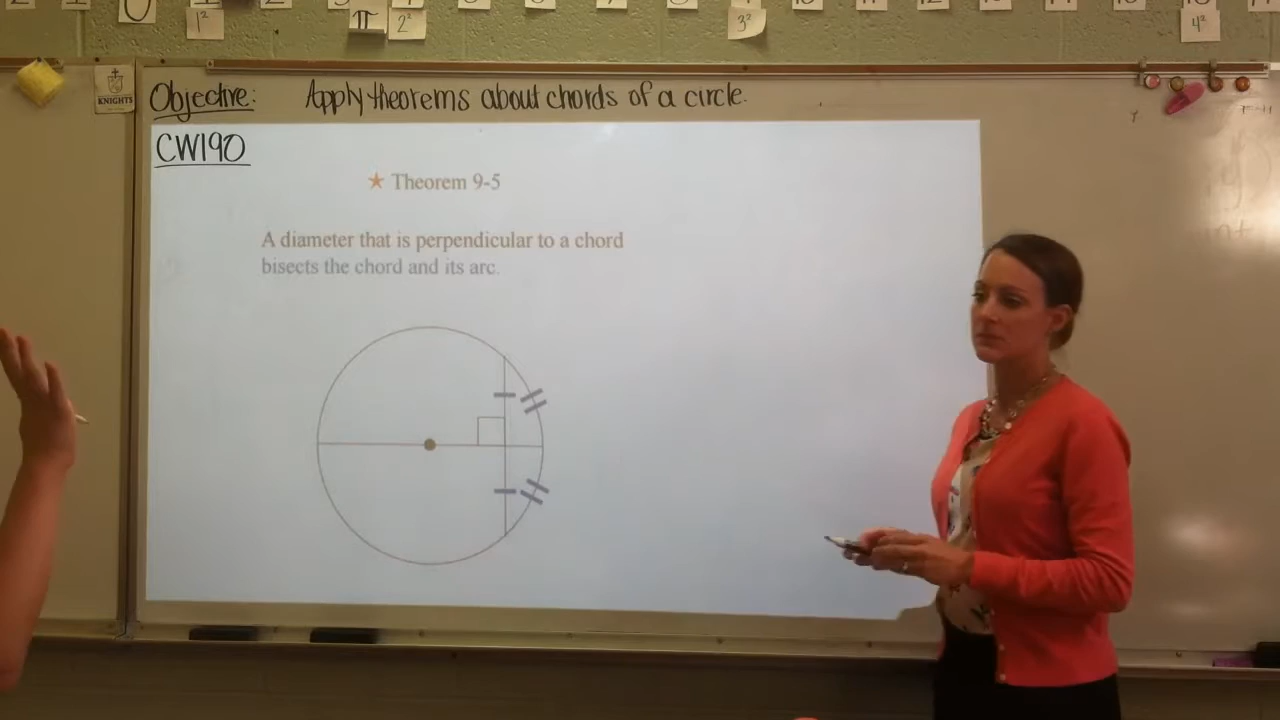 1²
π
2²
3²
4²
KNIGHTS
Objective: Apply theorems about chords of a circle.
CW190
★ Theorem 9-5
A diameter that is perpendicular to a chord
bisects the chord and its arc.